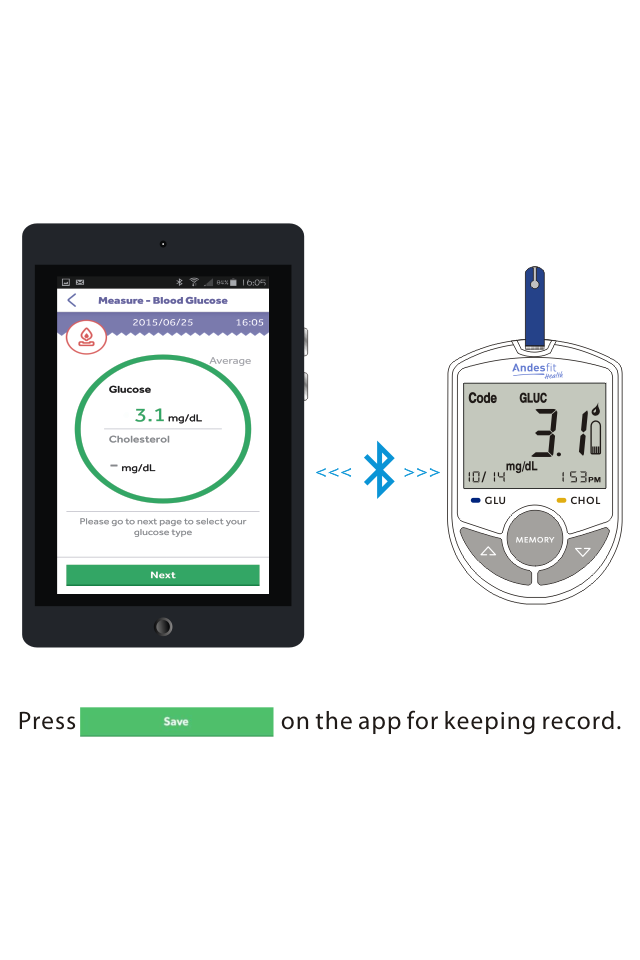 84% 16:05
Measure - Blood Glucose
2015/06/25 16:05
Average
Glucose
3.1 mg/dL
Cholesterol
– mg/dL
Please go to next page to select your
glucose type
Next
<<< >>>
Andesfit
Health
Code GLUC
3.1
mg/dL
10/14 1 53PM
GLU CHOL
MEMORY
Press Save on the app for keeping record.